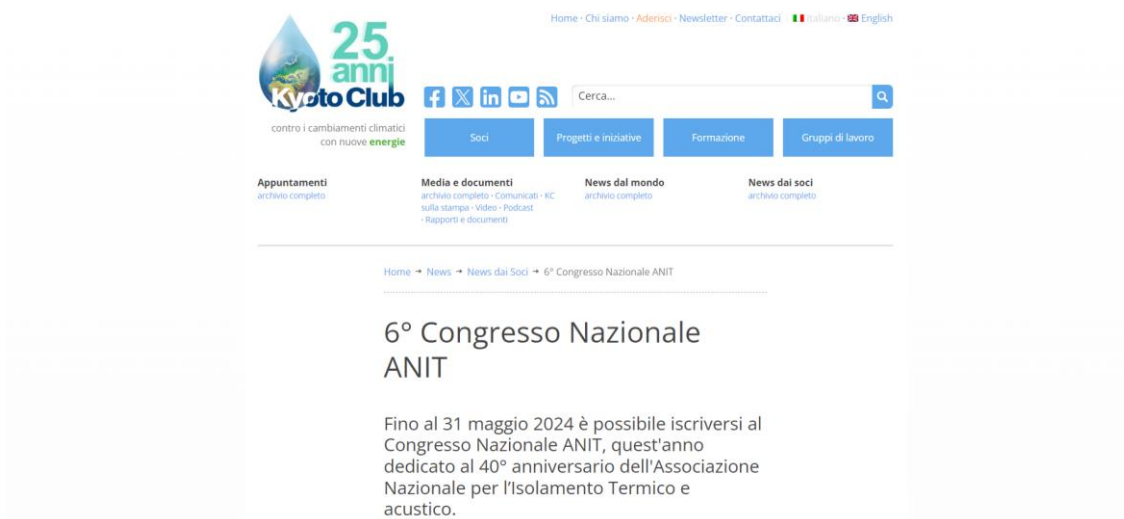 Home · Chi siamo · Aderisci · Newsletter · Contattaci Italiano · English
25
anni
Kyoto Club
contro i cambiamenti climatici
con nuove energie
Cerca...
Soci
Progetti e iniziative
Formazione
Gruppi di lavoro
Appuntamenti
archivio completo
Media e documenti
archivio completo · Comunicati · KC
sulla stampa · Video · Podcast
· Rapporti e documenti
News dal mondo
archivio completo
News dai soci
archivio completo
Home → News → News dai Soci → 6° Congresso Nazionale ANIT
6° Congresso Nazionale
ANIT
Fino al 31 maggio 2024 è possibile iscriversi al
Congresso Nazionale ANIT, quest'anno
dedicato al 40° anniversario dell'Associazione
Nazionale per l’Isolamento Termico e
acustico.